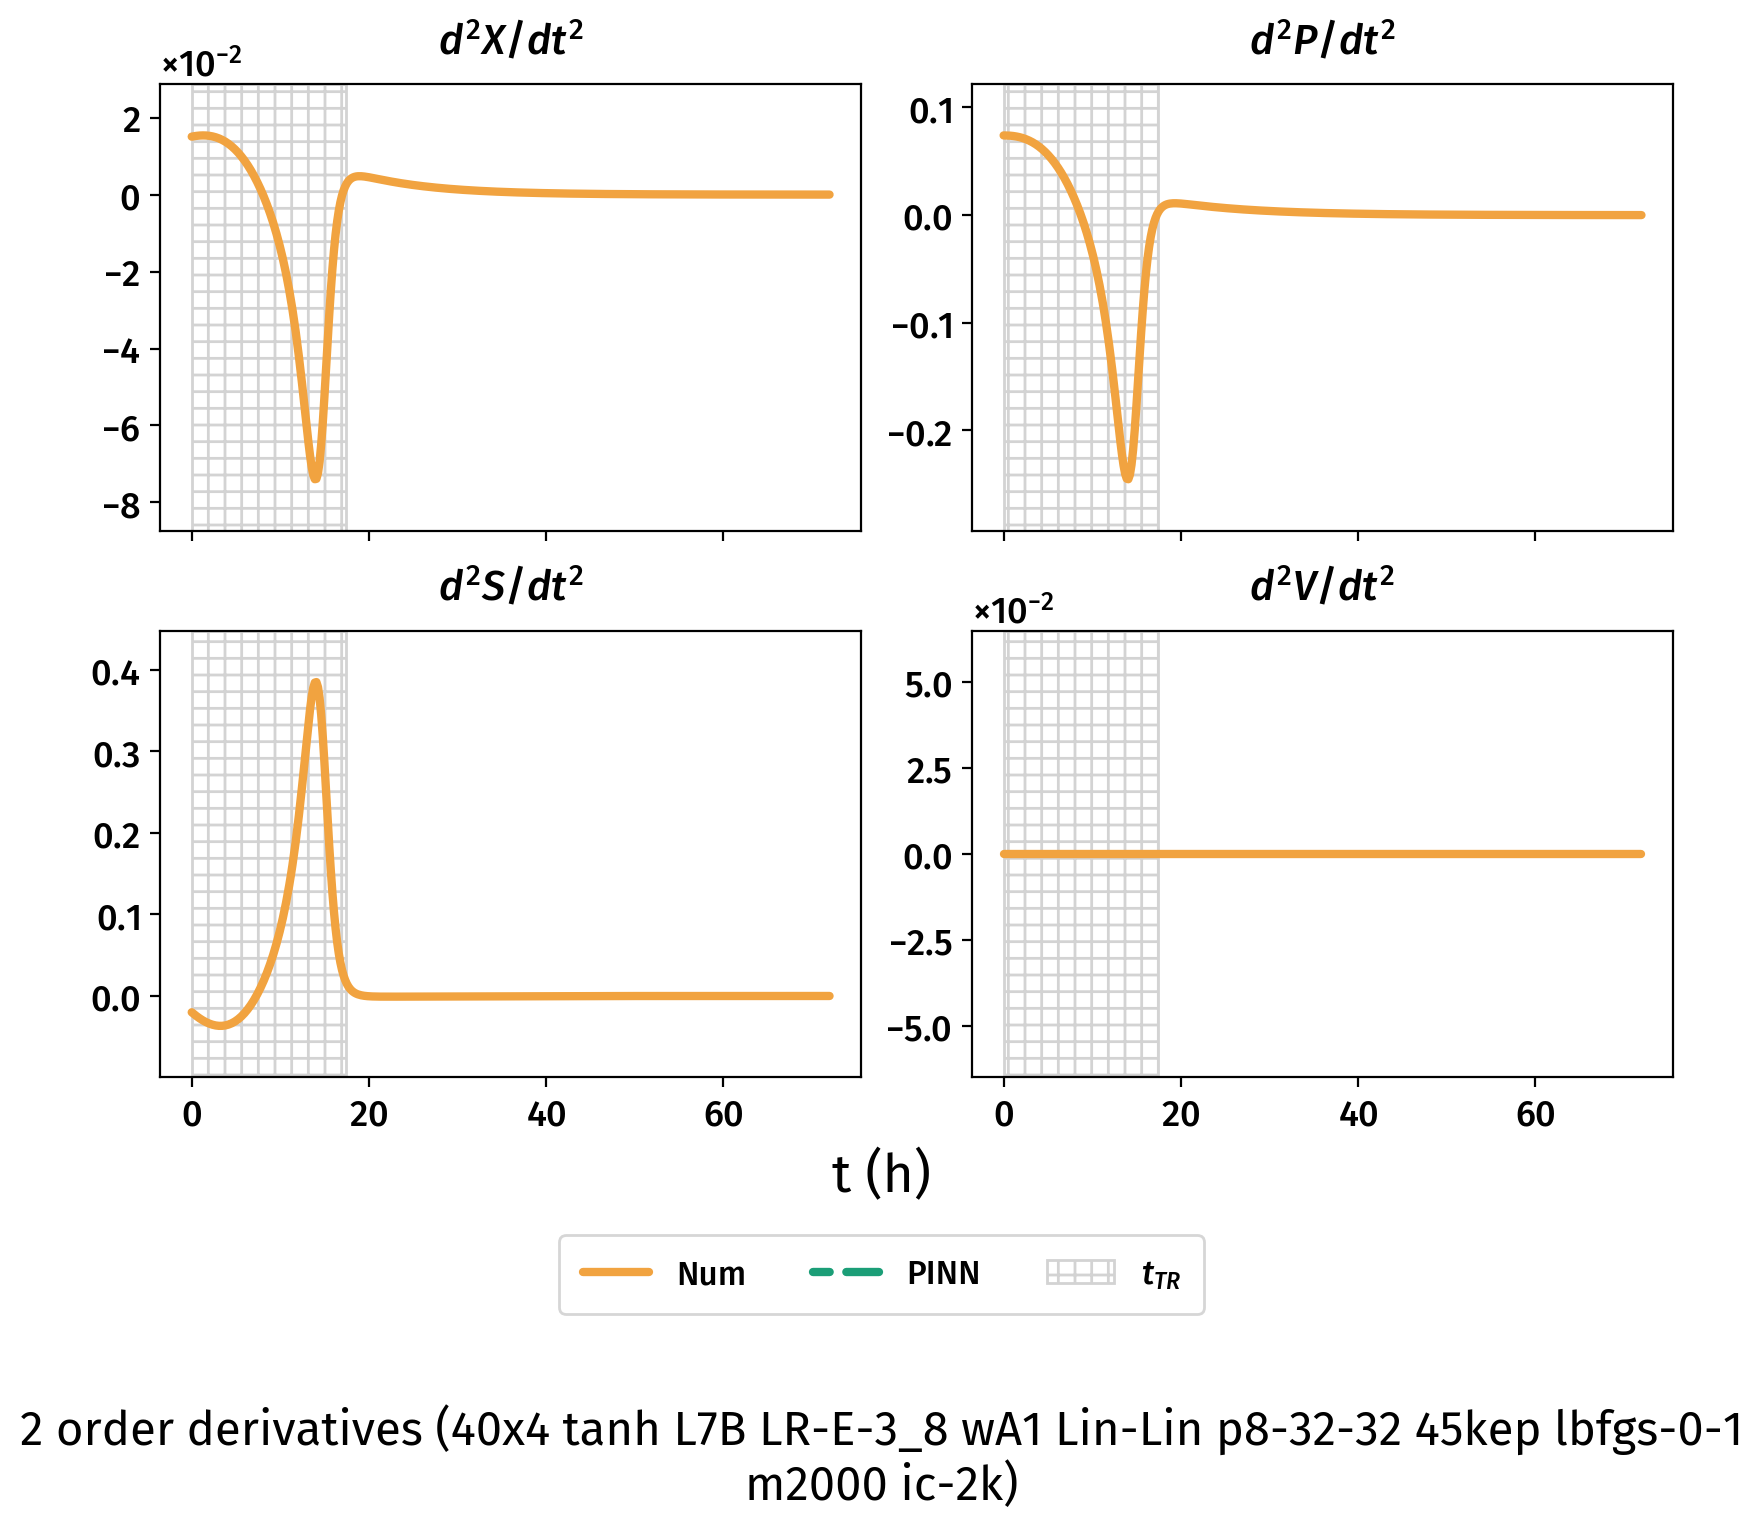 d²X/dt²
×10⁻²
2
0
−2
−4
−6
−8
d²P/dt²
0.1
0.0
−0.1
−0.2
d²S/dt²
0.4
0.3
0.2
0.1
0.0
0 20 40 60
d²V/dt²
×10⁻²
5.0
2.5
0.0
−2.5
−5.0
0 20 40 60
t (h)
Num PINN t_TR
2 order derivatives (40x4 tanh L7B LR-E-3_8 wA1 Lin-Lin p8-32-32 45kep lbfgs-0-1
m2000 ic-2k)